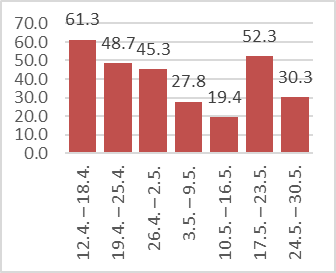 70.0
60.0
50.0
40.0
30.0
20.0
10.0
0.0
61.3
48.7
45.3
27.8
19.4
52.3
30.3
12.4. – 18.4.
19.4. – 25.4.
26.4. – 2.5.
3.5. – 9.5.
10.5. – 16.5.
17.5. – 23.5.
24.5. – 30.5.